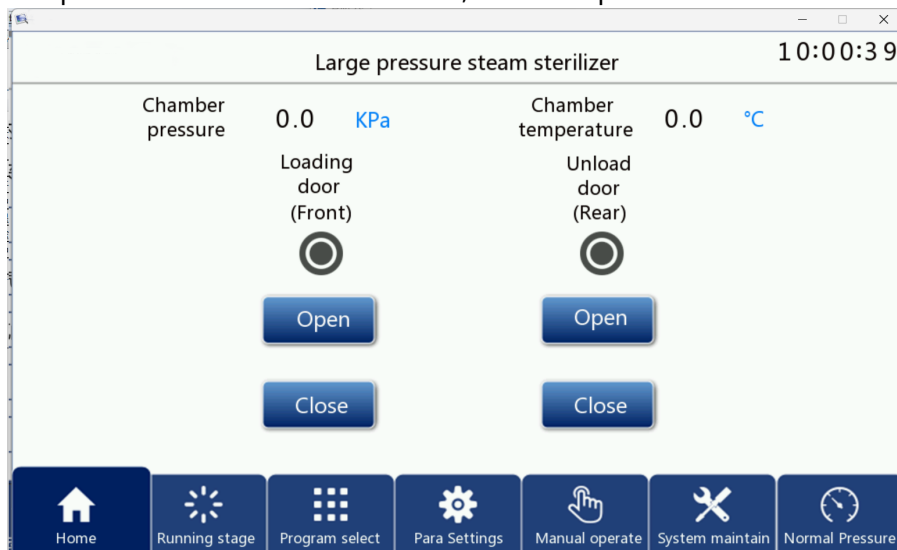 Large pressure steam sterilizer
10:00:39
Chamber
pressure
0.0 KPa
Chamber
temperature
0.0 °C
Loading
door
(Front)
Unload
door
(Rear)
Open
Open
Close
Close
Home
Running stage
Program select
Para Settings
Manual operate
System maintain
Normal Pressure